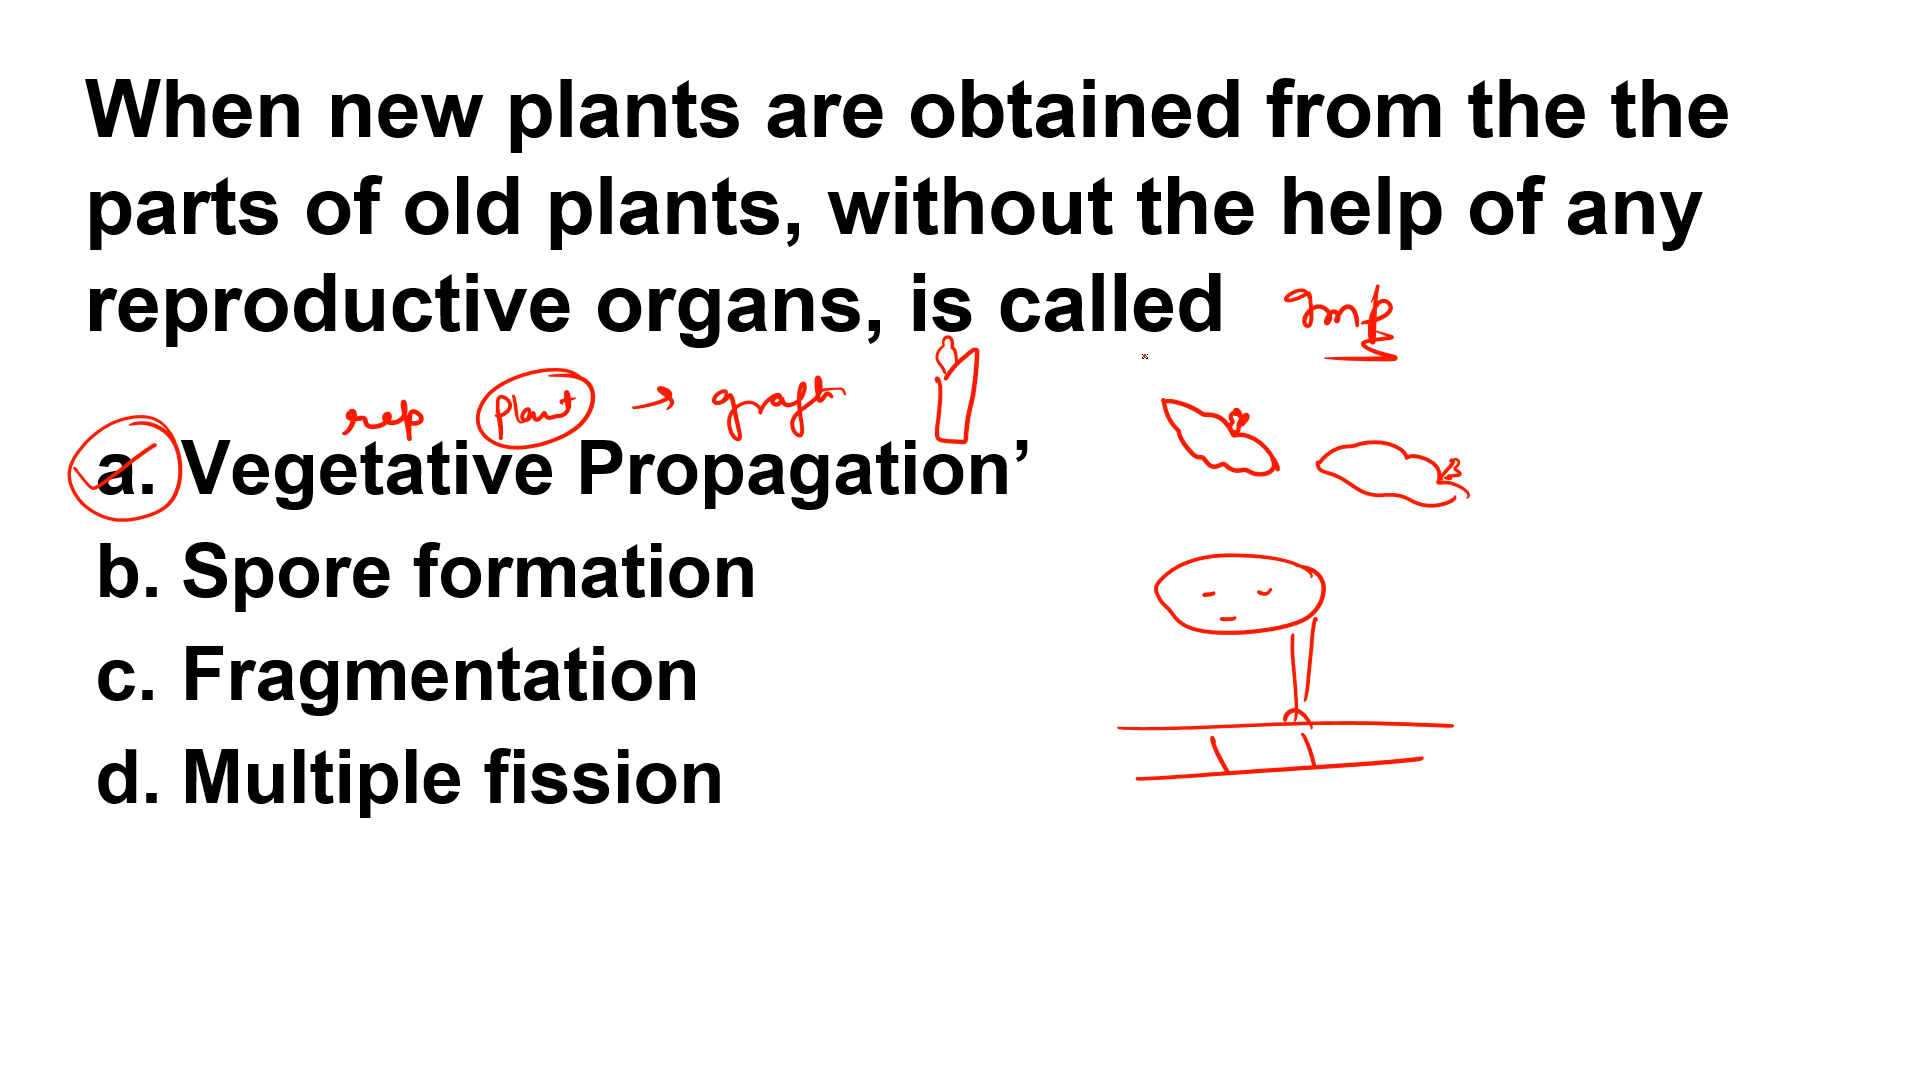 When new plants are obtained from the the
parts of old plants, without the help of any
reproductive organs, is called
Imp
rep Plant → graft
a. Vegetative Propagation’
b. Spore formation
c. Fragmentation
d. Multiple fission